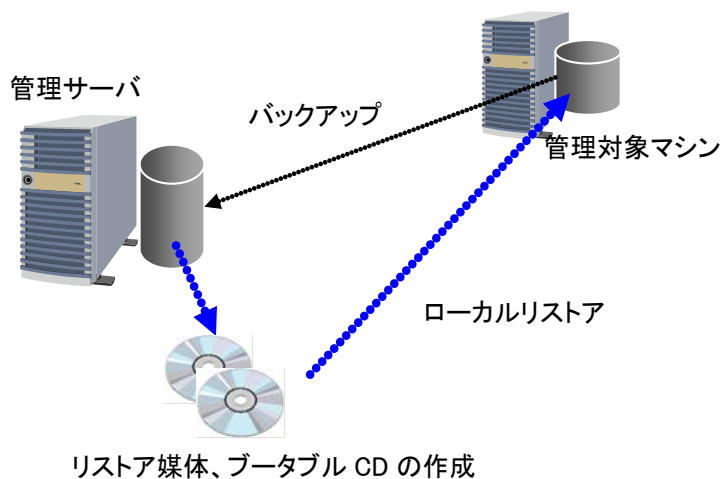 管理サーバ
バックアップ
管理対象マシン
ローカルリストア
リストア媒体、ブータブル CD の作成